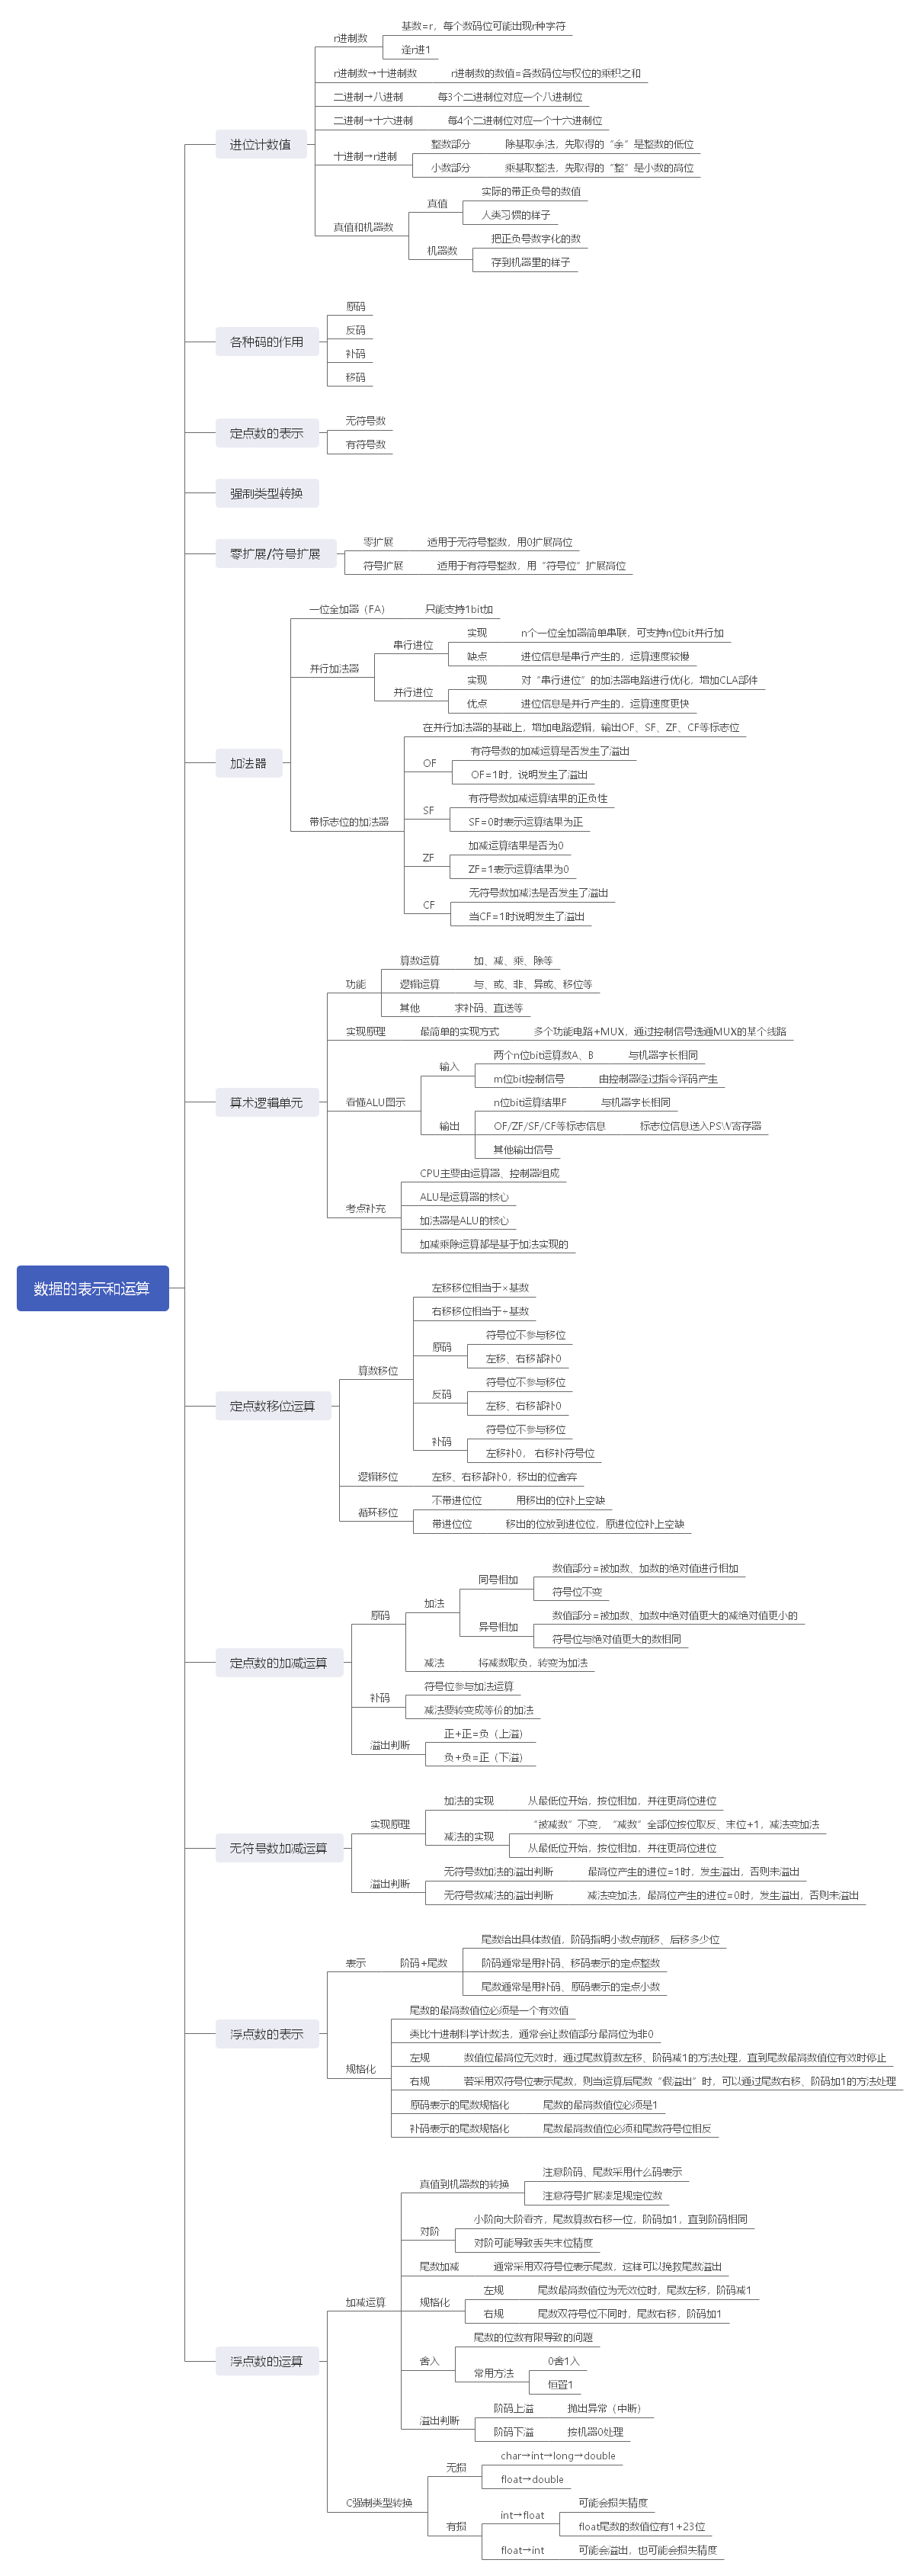 数据的表示和运算
进位计数值
r进制数
基数=r，每个数码位可能出现r种字符
逢r进1
r进制数→十进制数
r进制数的数值=各数码位与权位的乘积之和
二进制→八进制
每3个二进制位对应一个八进制位
二进制→十六进制
每4个二进制位对应一个十六进制位
十进制→r进制
整数部分
除基取余法，先取得的“余”是整数的低位
小数部分
乘基取整法，先取得的“整”是小数的高位
真值和机器数
真值
实际的带正负号的数值
人类习惯的样子
机器数
把正负号数字化的数
存到机器里的样子
各种码的作用
原码
反码
补码
移码
定点数的表示
无符号数
有符号数
强制类型转换
零扩展/符号扩展
零扩展
适用于无符号整数，用0扩展高位
符号扩展
适用于有符号整数，用“符号位”扩展高位
加法器
一位全加器（FA）
只能支持1bit加
并行加法器
串行进位
实现
n个一位全加器简单串联，可支持n位bit并行加
缺点
进位信息是串行产生的，运算速度较慢
并行进位
实现
对“串行进位”的加法器电路进行优化，增加CLA部件
优点
进位信息是并行产生的，运算速度更快
带标志位的加法器
在并行加法器的基础上，增加电路逻辑，输出OF、SF、ZF、CF等标志位
OF
有符号数的加减运算是否发生了溢出
OF=1时，说明发生了溢出
SF
有符号数加减运算结果的正负性
SF=0时表示运算结果为正
ZF
加减运算结果是否为0
ZF=1表示运算结果为0
CF
无符号数加减法是否发生了溢出
当CF=1时说明发生了溢出
算术逻辑单元
功能
算数运算
加、减、乘、除等
逻辑运算
与、或、非、异或、移位等
其他
求补码、直送等
实现原理
最简单的实现方式
多个功能电路+MUX，通过控制信号选通MUX的某个线路
看懂ALU图示
输入
两个n位bit运算数A、B
与机器字长相同
m位bit控制信号
由控制器经过指令译码产生
输出
n位bit运算结果F
与机器字长相同
OF/ZF/SF/CF等标志信息
标志位信息送入PSW寄存器
其他输出信号
考点补充
CPU主要由运算器、控制器组成
ALU是运算器的核心
加法器是ALU的核心
加减乘除运算都是基于加法实现的
定点数移位运算
算数移位
左移移位相当于×基数
右移移位相当于÷基数
原码
符号位不参与移位
左移、右移都补0
反码
符号位不参与移位
左移、右移都补0
补码
符号位不参与移位
左移补0， 右移补符号位
逻辑移位
左移、右移都补0，移出的位舍弃
循环移位
不带进位位
用移出的位补上空缺
带进位位
移出的位放到进位位，原进位位补上空缺
定点数的加减运算
原码
加法
同号相加
数值部分=被加数、加数的绝对值进行相加
符号位不变
异号相加
数值部分=被加数、加数中绝对值更大的减绝对值更小的
符号位与绝对值更大的数相同
减法
将减数取负，转变为加法
补码
符号位参与加法运算
减法要转变成等价的加法
溢出判断
正+正=负（上溢）
负+负=正（下溢）
无符号数加减运算
实现原理
加法的实现
从最低位开始，按位相加，并往更高位进位
减法的实现
“被减数”不变，“减数”全部位按位取反、末位+1，减法变加法
从最低位开始，按位相加，并往更高位进位
溢出判断
无符号数加法的溢出判断
最高位产生的进位=1时，发生溢出，否则未溢出
无符号数减法的溢出判断
减法变加法，最高位产生的进位=0时，发生溢出，否则未溢出
浮点数的表示
表示
阶码+尾数
尾数给出具体数值，阶码指明小数点前移、后移多少位
阶码通常是用补码、移码表示的定点整数
尾数通常是用补码、原码表示的定点小数
规格化
尾数的最高数值位必须是一个有效值
类比十进制科学计数法，通常会让数值部分最高位为非0
左规
数值位最高位无效时，通过尾数算数左移、阶码减1的方法处理，直到尾数最高数值位有效时停止
右规
若采用双符号位表示尾数，则当运算后尾数“假溢出”时，可以通过尾数右移、阶码加1的方法处理
原码表示的尾数规格化
尾数的最高数值位必须是1
补码表示的尾数规格化
尾数最高数值位必须和尾数符号位相反
浮点数的运算
加减运算
真值到机器数的转换
注意阶码、尾数采用什么码表示
注意符号扩展凑足规定位数
对阶
小阶向大阶看齐，尾数算数右移一位，阶码加1，直到阶码相同
对阶可能导致丢失末位精度
尾数加减
通常采用双符号位表示尾数，这样可以挽救尾数溢出
规格化
左规
尾数最高数值位为无效位时，尾数左移，阶码减1
右规
尾数双符号位不同时，尾数右移，阶码加1
舍入
尾数的位数有限导致的问题
常用方法
0舍1入
恒置1
溢出判断
阶码上溢
抛出异常（中断）
阶码下溢
按机器0处理
C强制类型转换
无损
char→int→long→double
float→double
有损
int→float
可能会损失精度
float尾数的数值位有1+23位
float→int
可能会溢出，也可能会损失精度